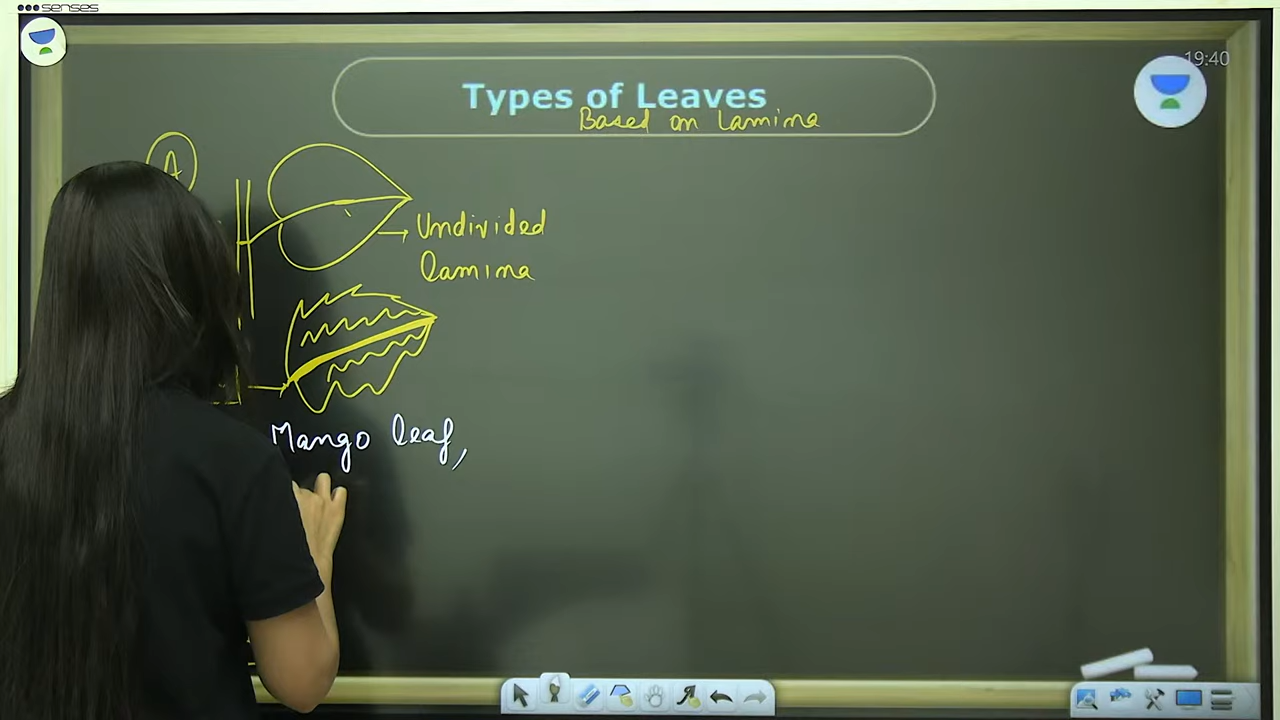 senses
19:40
Types of Leaves
Based on Lamina
A
Undivided
lamina
Mango leaf,